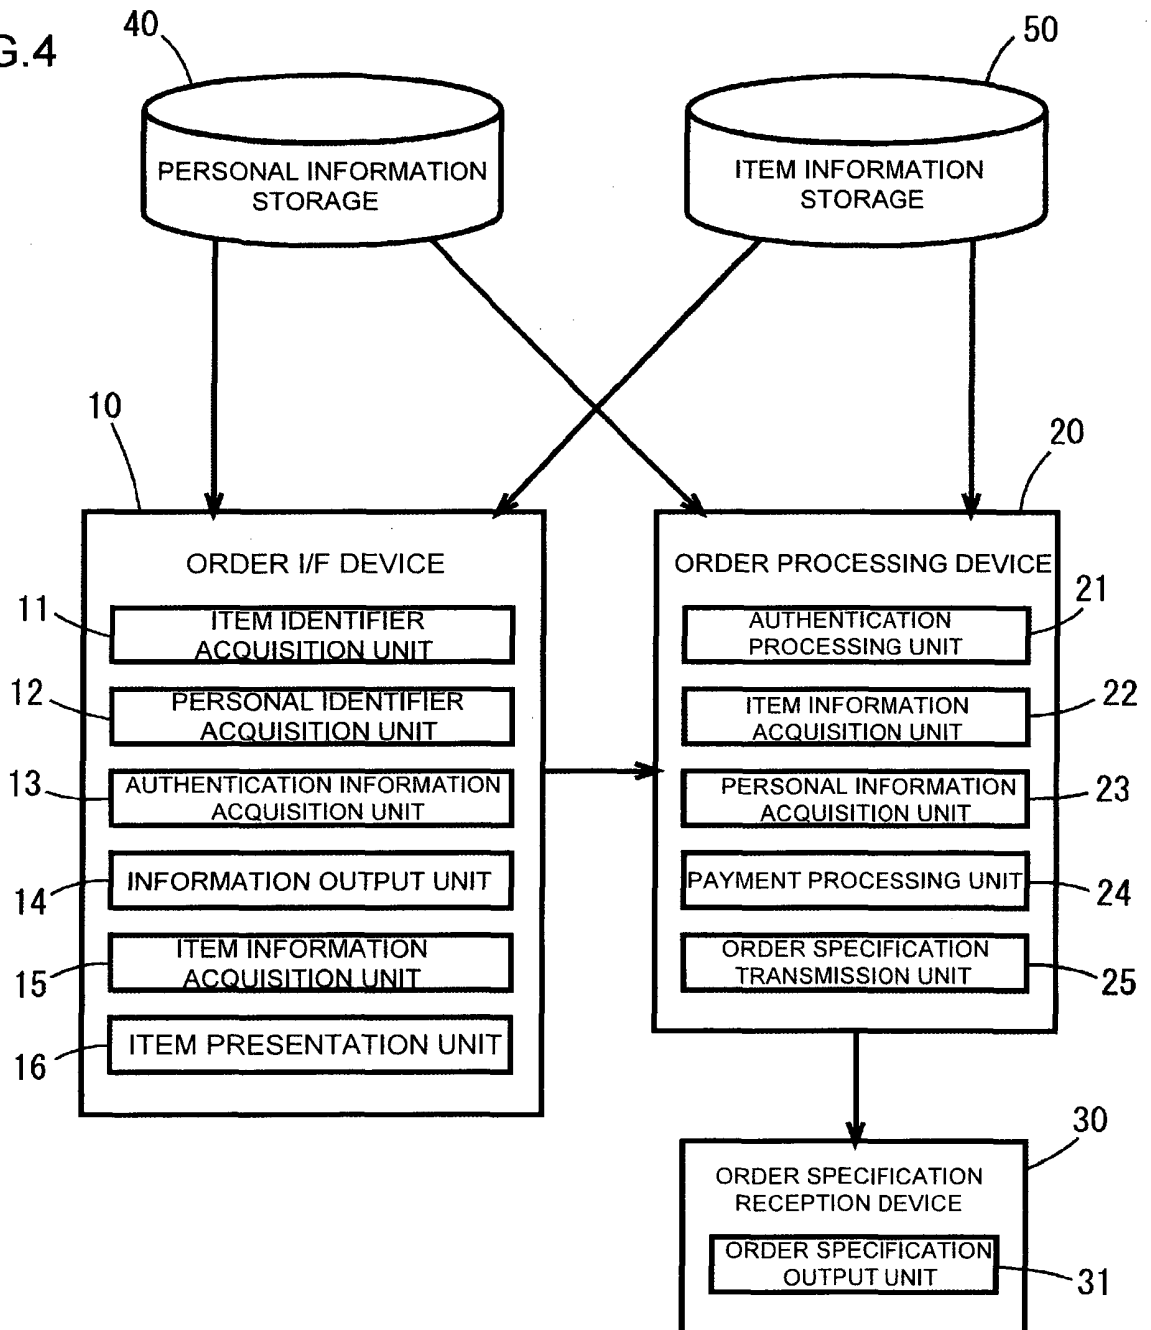 G.4
40
50
PERSONAL INFORMATION
STORAGE
ITEM INFORMATION
STORAGE
10
20
ORDER I/F DEVICE
11
ITEM IDENTIFIER
ACQUISITION UNIT
12
PERSONAL IDENTIFIER
ACQUISITION UNIT
13
AUTHENTICATION INFORMATION
ACQUISITION UNIT
14
INFORMATION OUTPUT UNIT
15
ITEM INFORMATION
ACQUISITION UNIT
16
ITEM PRESENTATION UNIT
ORDER PROCESSING DEVICE
21
AUTHENTICATION
PROCESSING UNIT
22
ITEM INFORMATION
ACQUISITION UNIT
23
PERSONAL INFORMATION
ACQUISITION UNIT
24
PAYMENT PROCESSING UNIT
25
ORDER SPECIFICATION
TRANSMISSION UNIT
30
ORDER SPECIFICATION
RECEPTION DEVICE
ORDER SPECIFICATION
OUTPUT UNIT
31